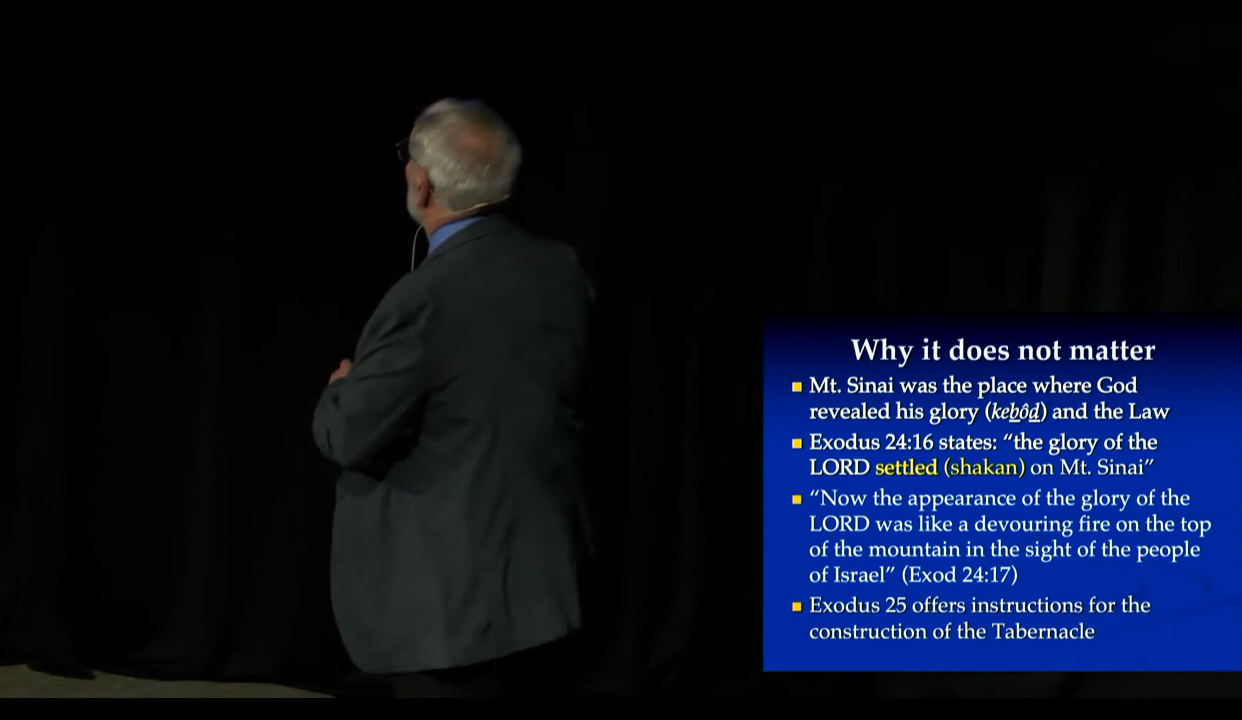 Why it does not matter
Mt. Sinai was the place where God
revealed his glory (keḇôḏ) and the Law
Exodus 24:16 states: “the glory of the
LORD settled (shakan) on Mt. Sinai”
“Now the appearance of the glory of the
LORD was like a devouring fire on the top
of the mountain in the sight of the people
of Israel” (Exod 24:17)
Exodus 25 offers instructions for the
construction of the Tabernacle